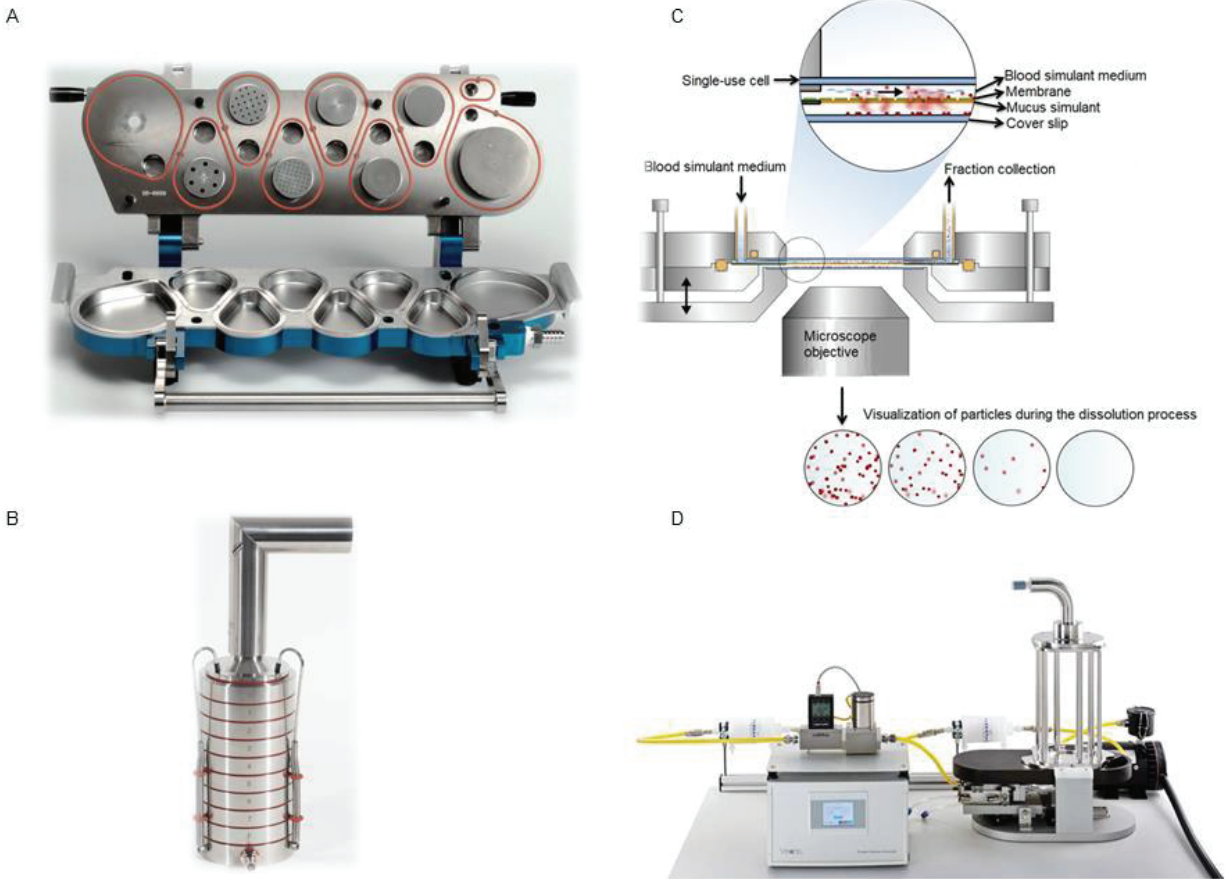 A
C
Single-use cell
Blood simulant medium
Membrane
Mucus simulant
Cover slip
Blood simulant medium
Fraction collection
Microscope
objective
Visualization of particles during the dissolution process
B
D